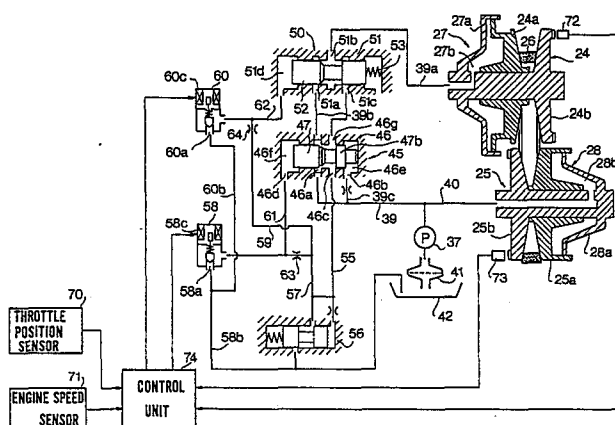 50 51b 51 27 27a 24a 26 72
60c 60 51d 53 27b 24
60a 62 52 51a 51c 39a
64 47 39b 46g 46 24b
46f 47b 45 28 28b
60b 46d 46a 46c 46b 46e 25
58c 58 61 39c 40
59 39 25b
58a 63 55 P 37 28a
57 41 73 25a
70 42
THROTTLE
POSITION
SENSOR
58b 56
74
71
ENGINE SPEED
SENSOR
CONTROL
UNIT